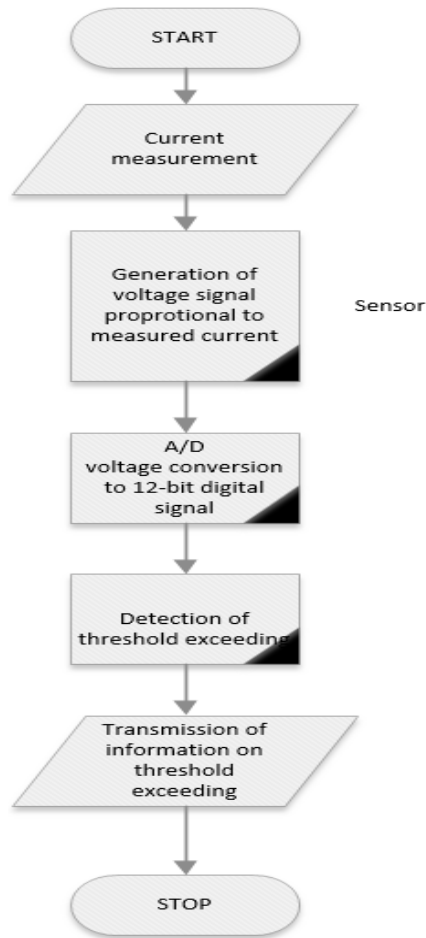 START
Current
measurement
Generation of
voltage signal
proprotional to
measured current
Sensor
A/D
voltage conversion
to 12-bit digital
signal
Detection of
threshold exceeding
Transmission of
information on
threshold
exceeding
STOP